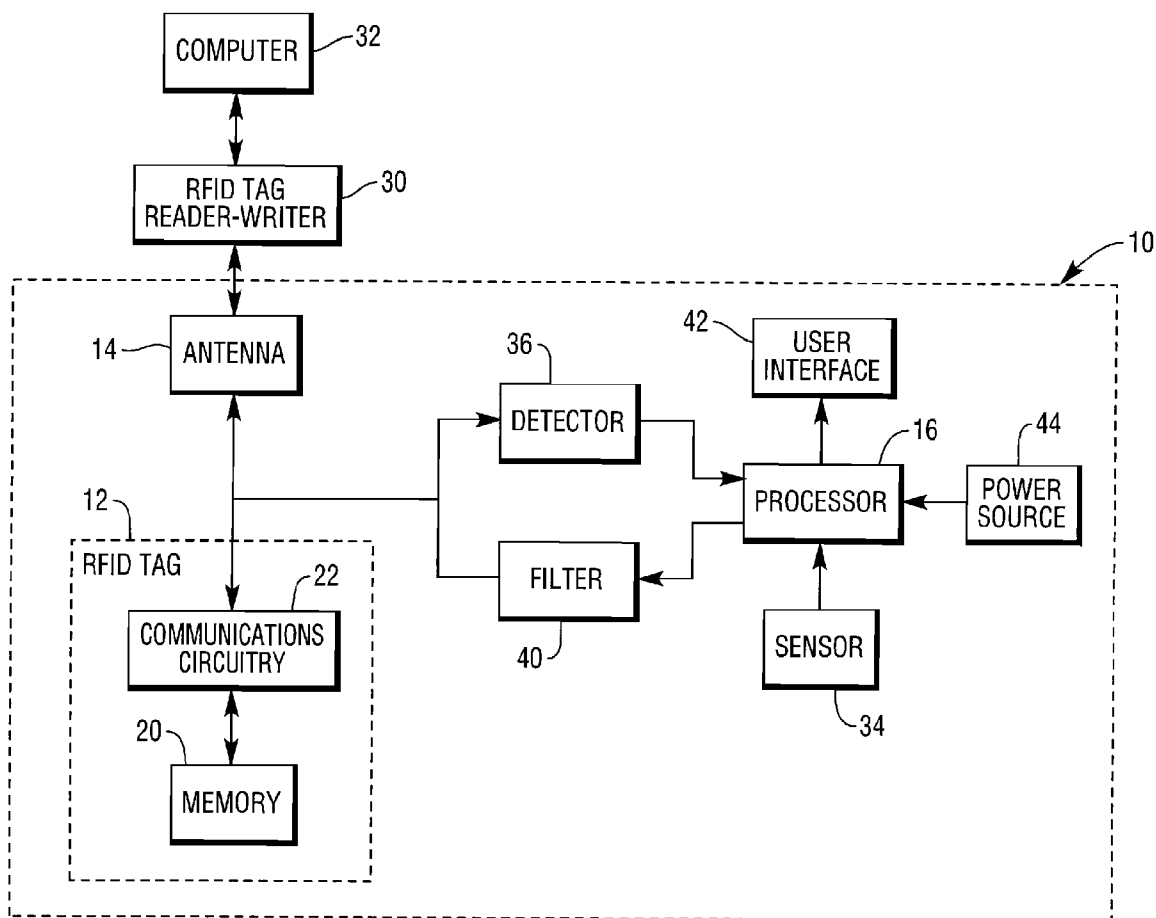 COMPUTER
32
RFID TAG
READER-WRITER
30
10
14
ANTENNA
36
DETECTOR
42
USER
INTERFACE
16
PROCESSOR
44
POWER
SOURCE
12
RFID TAG
22
COMMUNICATIONS
CIRCUITRY
FILTER
40
SENSOR
34
20
MEMORY